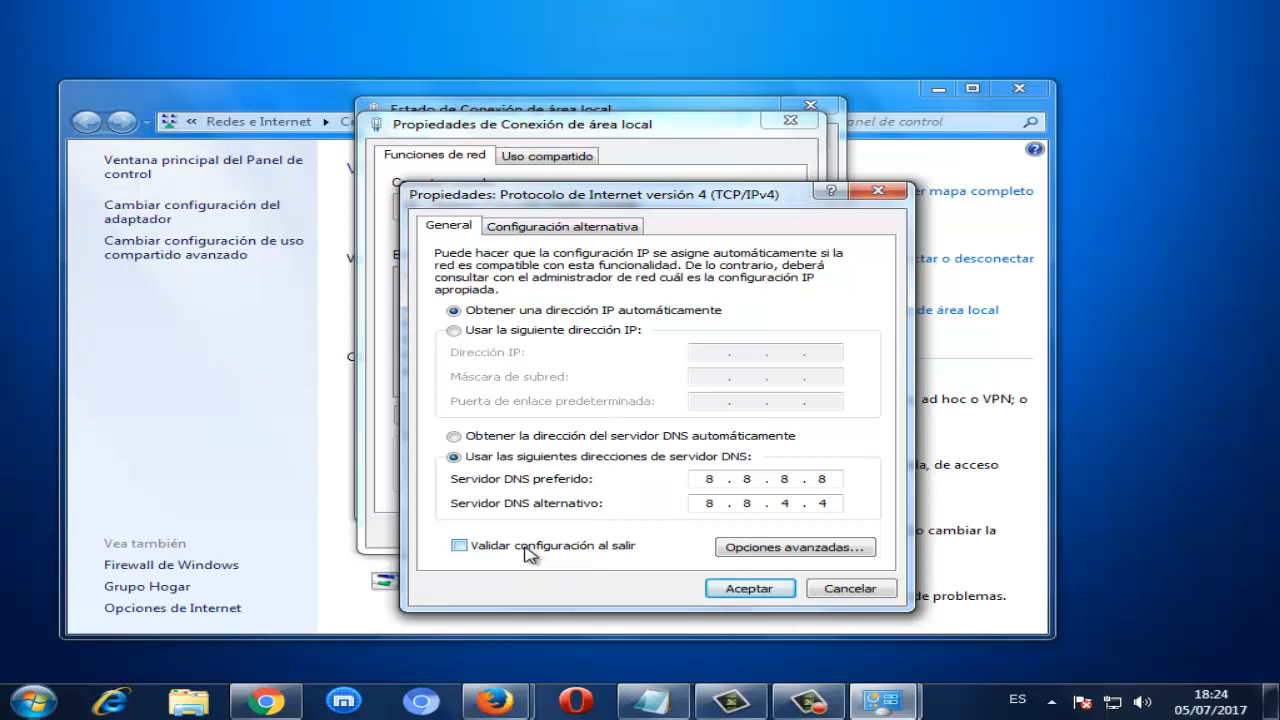 Estado de Conexión de área local
Redes e Internet
anel de control
Propiedades de Conexión de área local
Funciones de red
Uso compartido
Ventana principal del Panel de
control
Cambiar configuración del
adaptador
Cambiar configuración de uso
compartido avanzado
Vea también
Firewall de Windows
Grupo Hogar
Opciones de Internet
er mapa completo
ctar o desconectar
de área local
ad hoc o VPN; o
la, de acceso
o cambiar la
de problemas.
Propiedades: Protocolo de Internet versión 4 (TCP/IPv4)
General
Configuración alternativa
Puede hacer que la configuración IP se asigne automáticamente si la
red es compatible con esta funcionalidad. De lo contrario, deberá
consultar con el administrador de red cuál es la configuración IP
apropiada.
Obtener una dirección IP automáticamente
Usar la siguiente dirección IP:
Dirección IP:
Máscara de subred:
Puerta de enlace predeterminada:
Obtener la dirección del servidor DNS automáticamente
Usar las siguientes direcciones de servidor DNS:
Servidor DNS preferido: 8 . 8 . 8 . 8
Servidor DNS alternativo: 8 . 8 . 4 . 4
Validar configuración al salir
Opciones avanzadas...
Aceptar
Cancelar
ES
18:24
05/07/2017